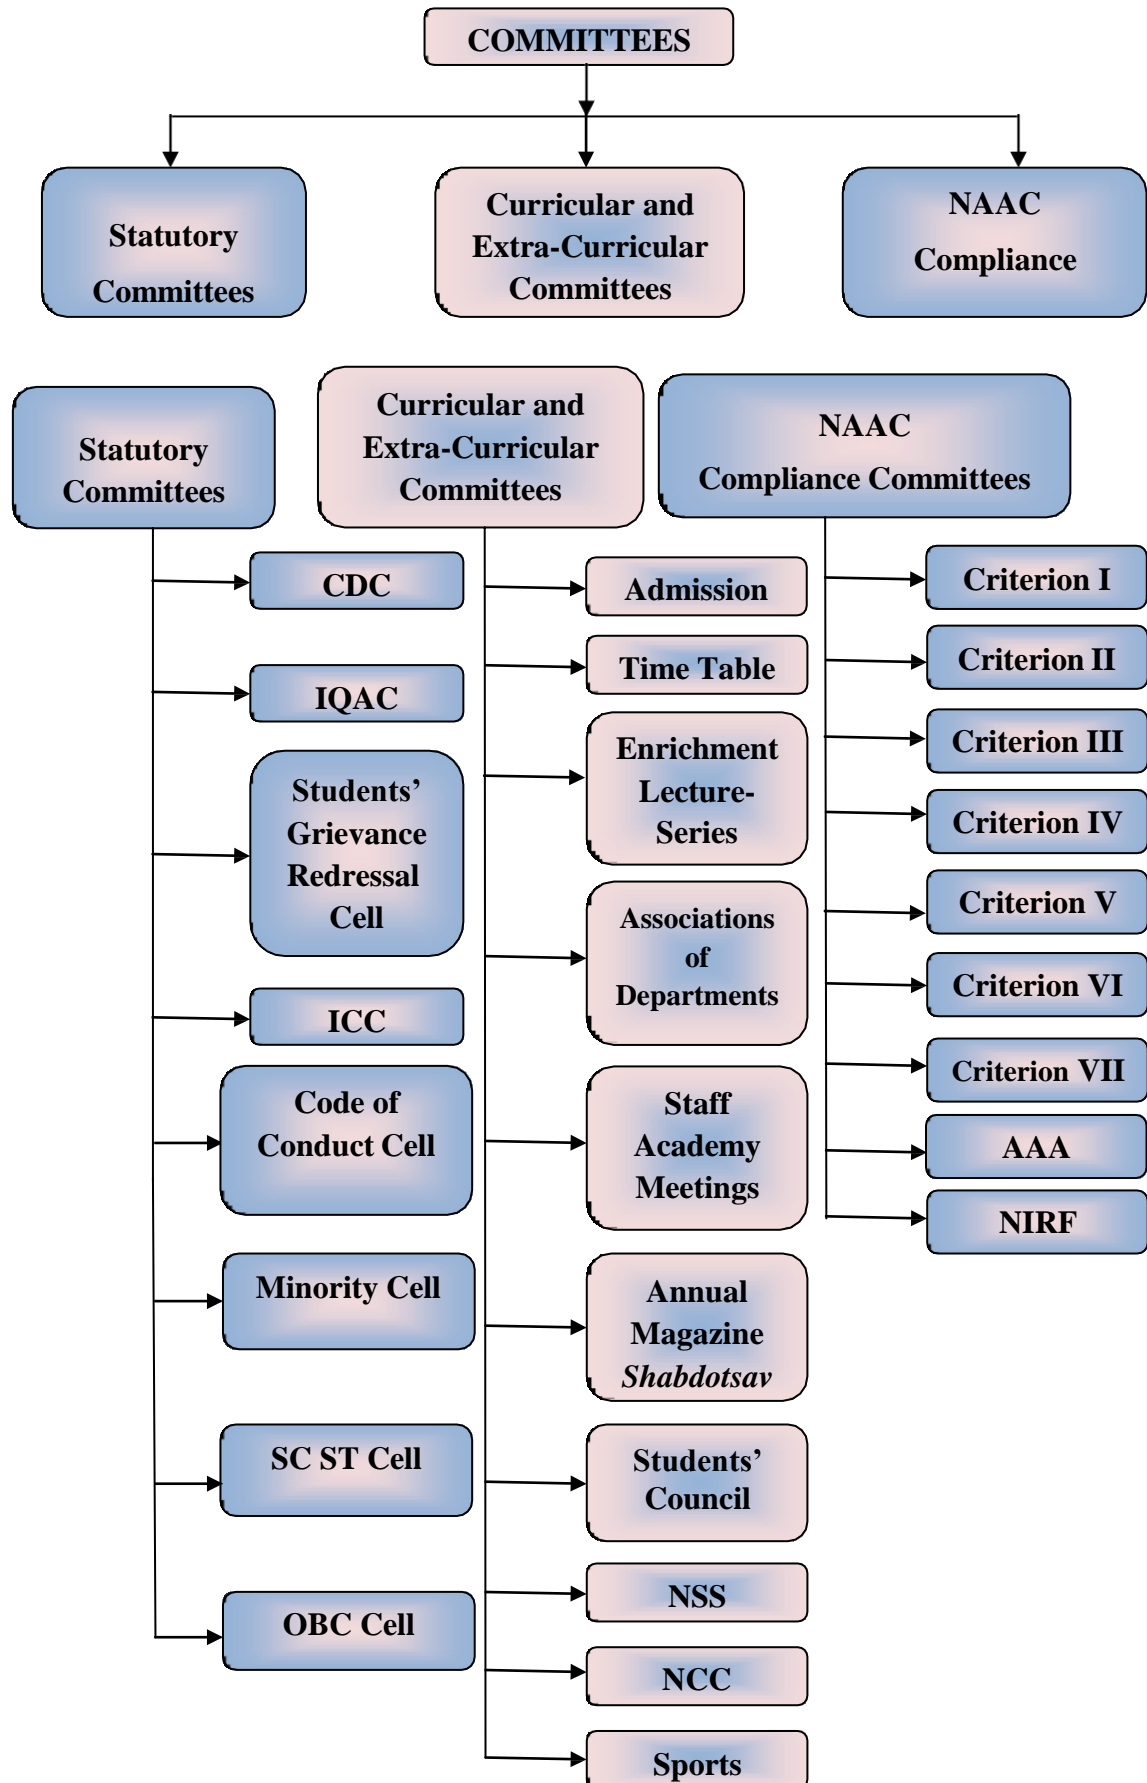 COMMITTEES
Statutory
Committees
Curricular and
Extra-Curricular
Committees
NAAC
Compliance
Statutory
Committees
CDC
IQAC
Students’
Grievance
Redressal
Cell
ICC
Code of
Conduct Cell
Minority Cell
SC ST Cell
OBC Cell
Curricular and
Extra-Curricular
Committees
Admission
Time Table
Enrichment
Lecture-
Series
Associations
of
Departments
Staff
Academy
Meetings
Annual
Magazine
Shabdotsav
Students’
Council
NSS
NCC
Sports
NAAC
Compliance Committees
Criterion I
Criterion II
Criterion III
Criterion IV
Criterion V
Criterion VI
Criterion VII
AAA
NIRF